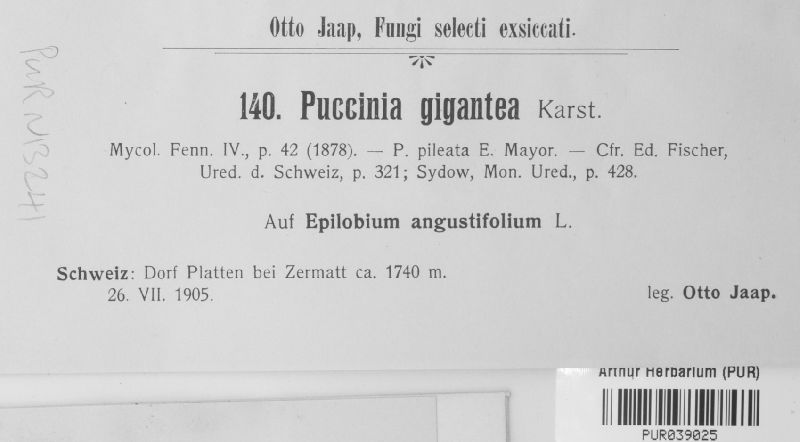 Otto Jaap, Fungi selecti exsiccati.
140. Puccinia gigantea Karst.
Mycol. Fenn. IV., p. 42 (1878). — P. pileata E. Mayor. — Cfr. Ed. Fischer,
Ured. d. Schweiz, p. 321; Sydow, Mon. Ured., p. 428.
Auf Epilobium angustifolium L.
Schweiz: Dorf Platten bei Zermatt ca. 1740 m.
26. VII. 1905.
leg. Otto Jaap.
PUR N13241
Arthur Herbarium (PUR)
PUR039025